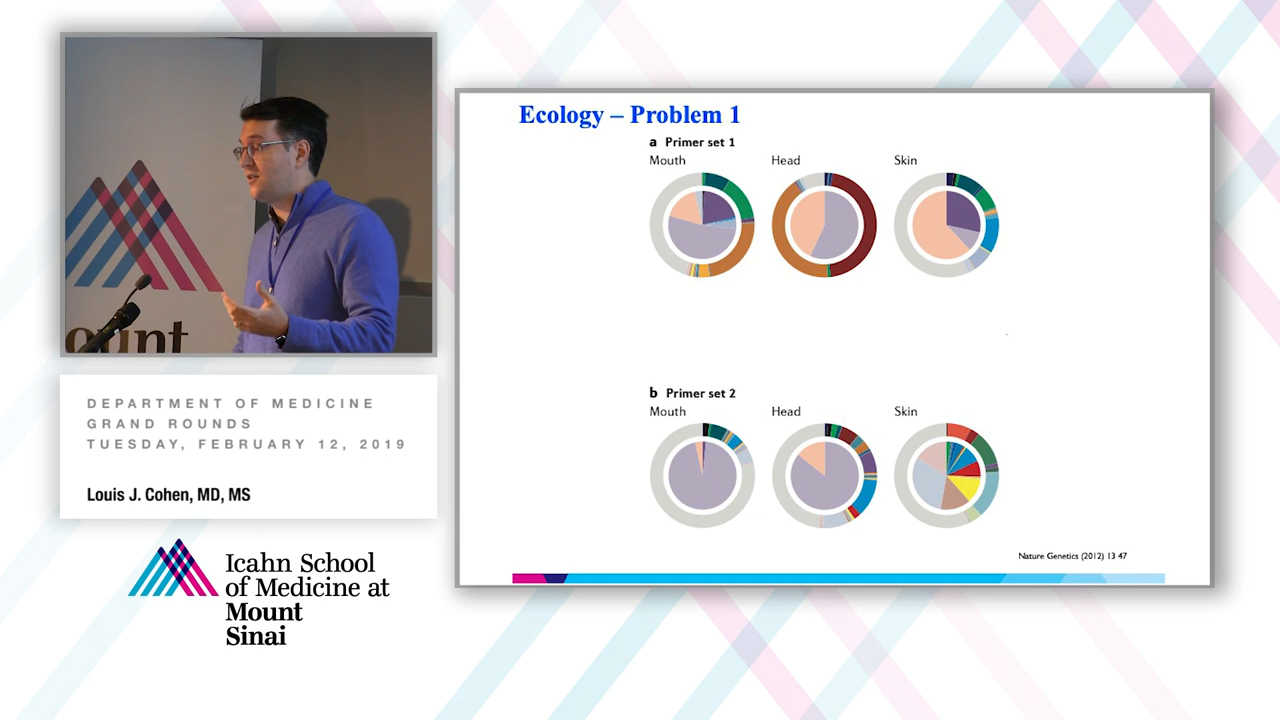 ount
DEPARTMENT OF MEDICINE
GRAND ROUNDS
TUESDAY, FEBRUARY 12, 2019
Louis J. Cohen, MD, MS
Icahn School
of Medicine at
Mount
Sinai
Ecology – Problem 1
a Primer set 1
Mouth Head Skin
b Primer set 2
Mouth Head Skin
Nature Genetics (2012) 13 47